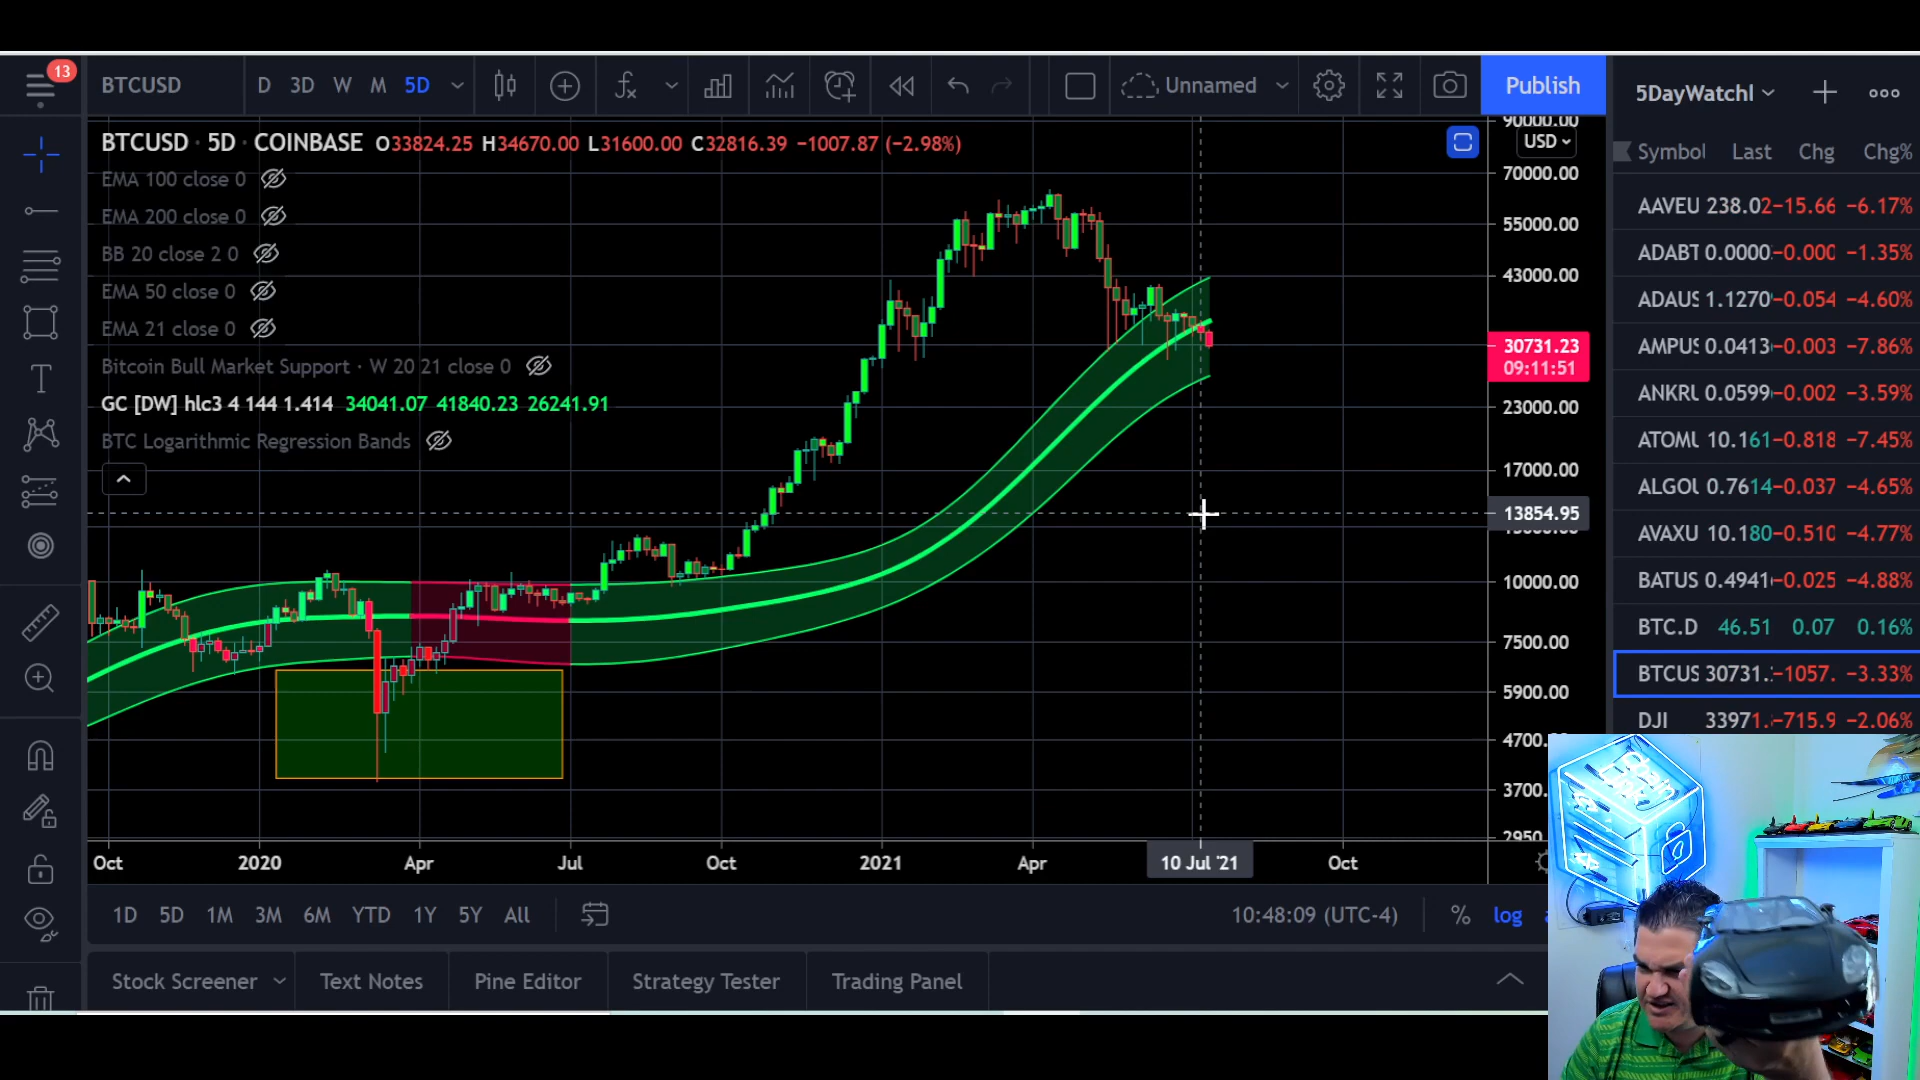 13
BTCUSD D 3D W M 5D Unnamed Publish
5DayWatchl
BTCUSD · 5D · COINBASE O33824.25 H34670.00 L31600.00 C32816.39 −1007.87 (−2.98%)
EMA 100 close 0
EMA 200 close 0
BB 20 close 2 0
EMA 50 close 0
EMA 21 close 0
Bitcoin Bull Market Support · W 20 21 close 0
GC [DW] hlc3 4 144 1.414 34041.07 41840.23 26241.91
BTC Logarithmic Regression Bands
90000.00
USD
70000.00
55000.00
43000.00
30731.23
09:11:51
23000.00
17000.00
13854.95
10000.00
7500.00
5900.00
4700.
3700.
2950
Oct 2020 Apr Jul Oct 2021 Apr 10 Jul '21 Oct
1D 5D 1M 3M 6M YTD 1Y 5Y All 10:48:09 (UTC-4) % log
Stock Screener Text Notes Pine Editor Strategy Tester Trading Panel
Symbol Last Chg Chg%
AAVEU 238.02 −15.66 −6.17%
ADABT 0.0000 −0.000 −1.35%
ADAUS 1.1270 −0.054 −4.60%
AMPUS 0.0413 −0.003 −7.86%
ANKRU 0.0599 −0.002 −3.59%
ATOMU 10.161 −0.818 −7.45%
ALGOU 0.7614 −0.037 −4.65%
AVAXU 10.180 −0.510 −4.77%
BATUS 0.4941 −0.025 −4.88%
BTC.D 46.51 0.07 0.16%
BTCUS 30731. −1057. −3.33%
DJI 33971. −715.9 −2.06%